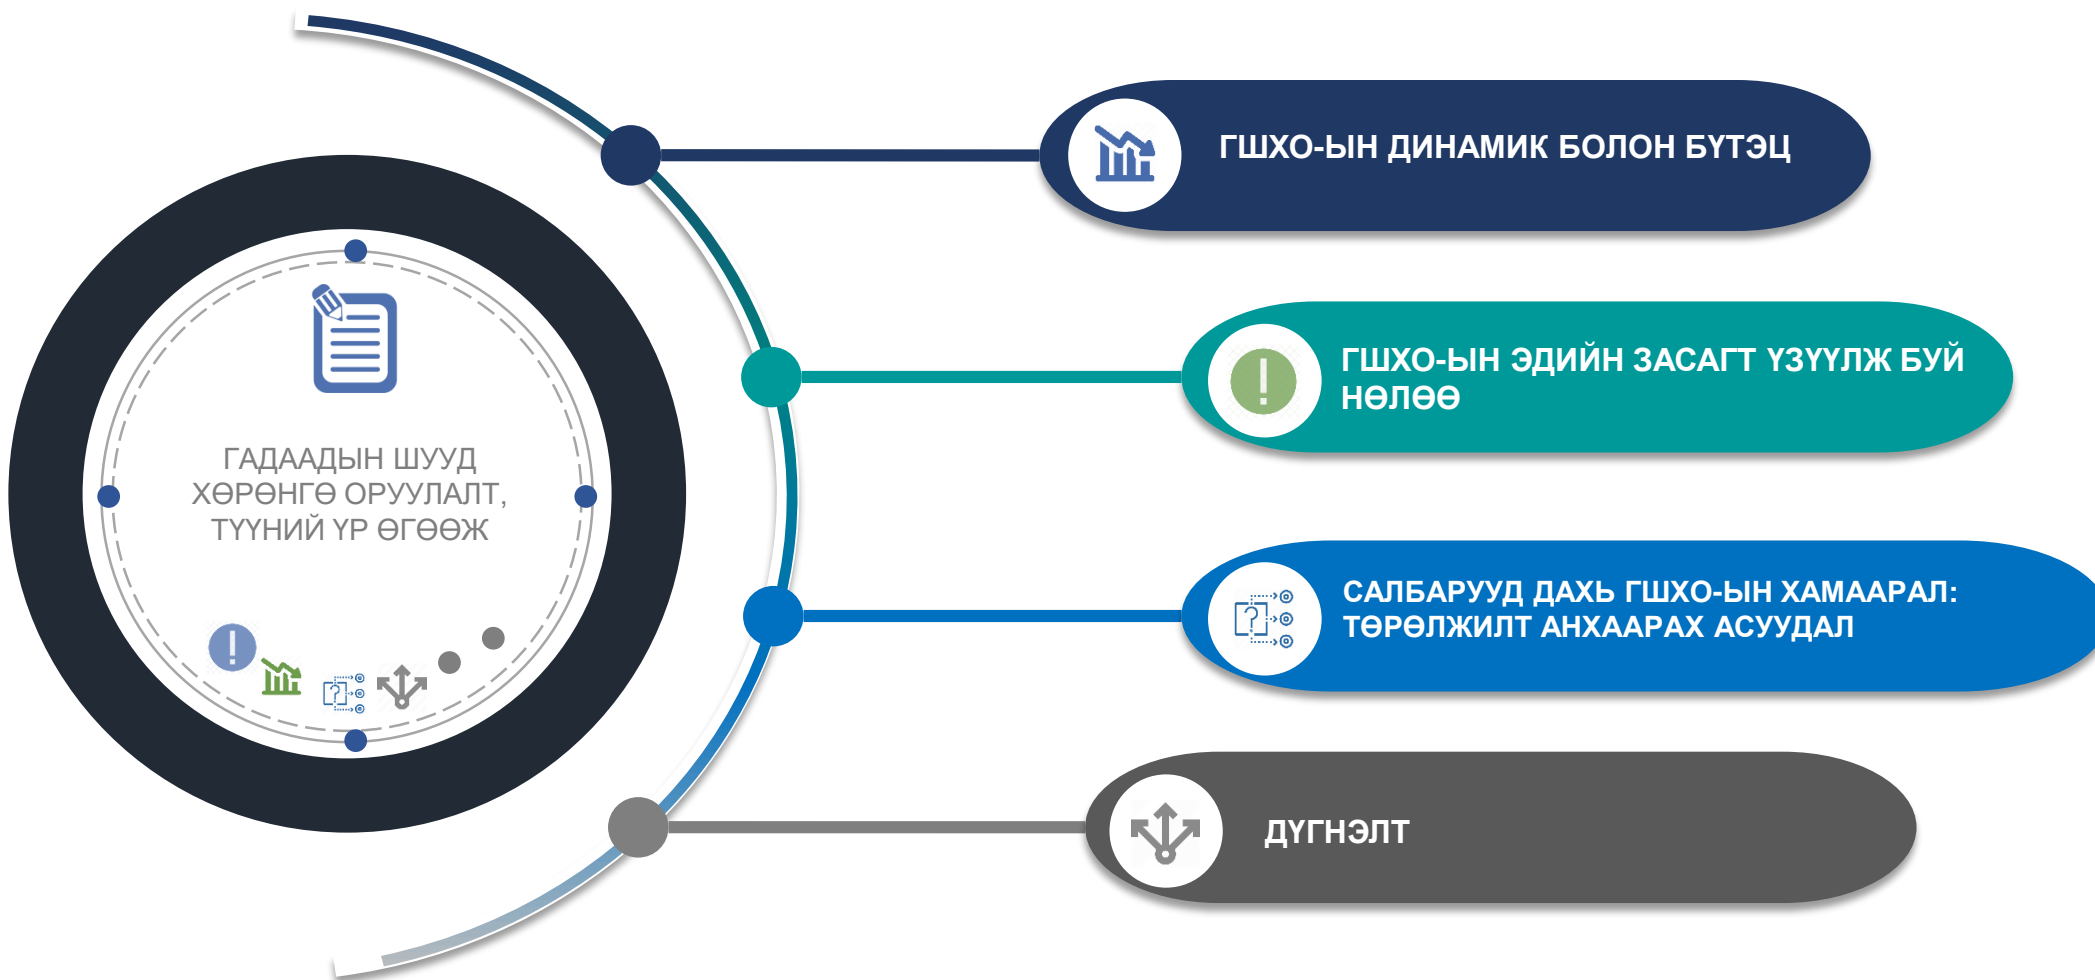 ГАДААДЫН ШУУД
ХӨРӨНГӨ ОРУУЛАЛТ,
ТҮҮНИЙ ҮР ӨГӨӨЖ
ГШХО-ЫН ДИНАМИК БОЛОН БҮТЭЦ
ГШХО-ЫН ЭДИЙН ЗАСАГТ ҮЗҮҮЛЖ БУЙ
НӨЛӨӨ
САЛБАРУУД ДАХЬ ГШХО-ЫН ХАМААРАЛ:
ТӨРӨЛЖИЛТ АНХААРАХ АСУУДАЛ
ДҮГНЭЛТ